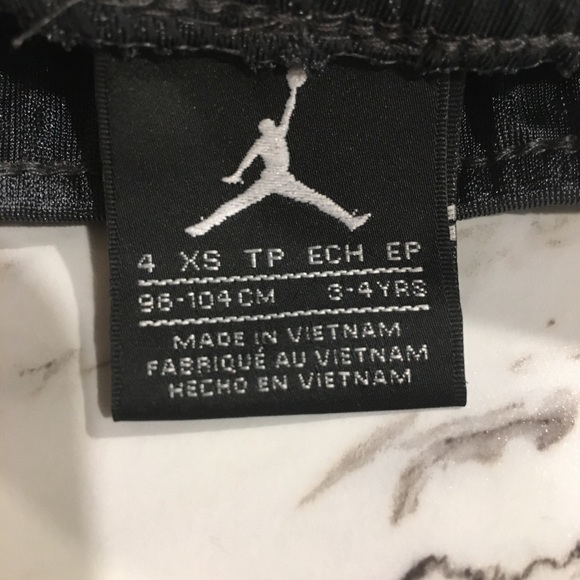 4 XS TP ECH EP
96-104 CM 3-4 YRS
MADE IN VIETNAM
FABRIQUÉ AU VIETNAM
HECHO EN VIETNAM